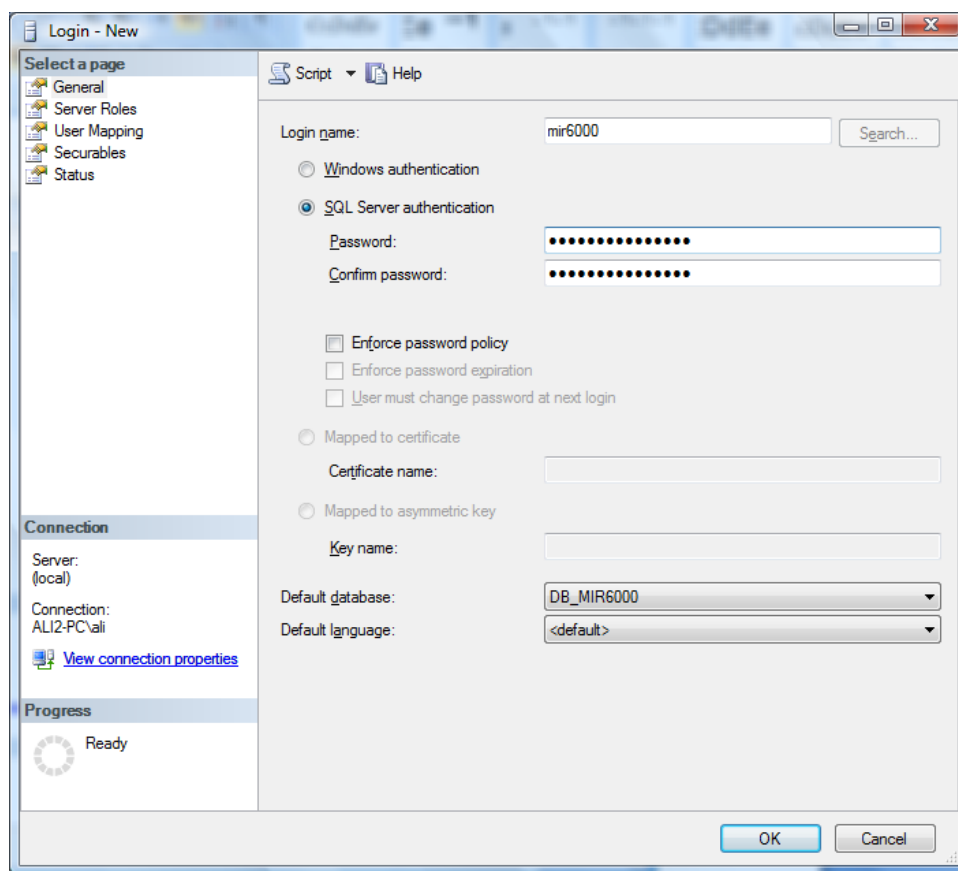 Login - New
Select a page
General
Server Roles
User Mapping
Securables
Status
Script Help
Login name: mir6000 Search...
Windows authentication
SQL Server authentication
Password: •••••••••••••••
Confirm password: •••••••••••••••
Enforce password policy
Enforce password expiration
User must change password at next login
Mapped to certificate
Certificate name:
Mapped to asymmetric key
Key name:
Default database: DB_MIR6000
Default language: <default>
Connection
Server:
(local)
Connection:
ALI2-PC\ali
View connection properties
Progress
Ready
OK Cancel